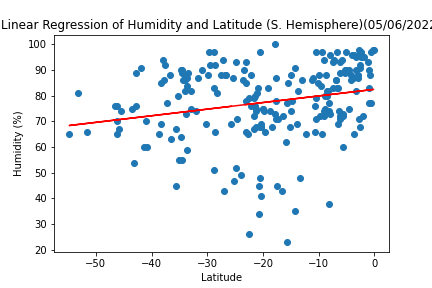 Linear Regression of Humidity and Latitude (S. Hemisphere)(05/06/2022
100
90
80
70
60
50
40
30
20
Humidity (%)
−50 −40 −30 −20 −10 0
Latitude